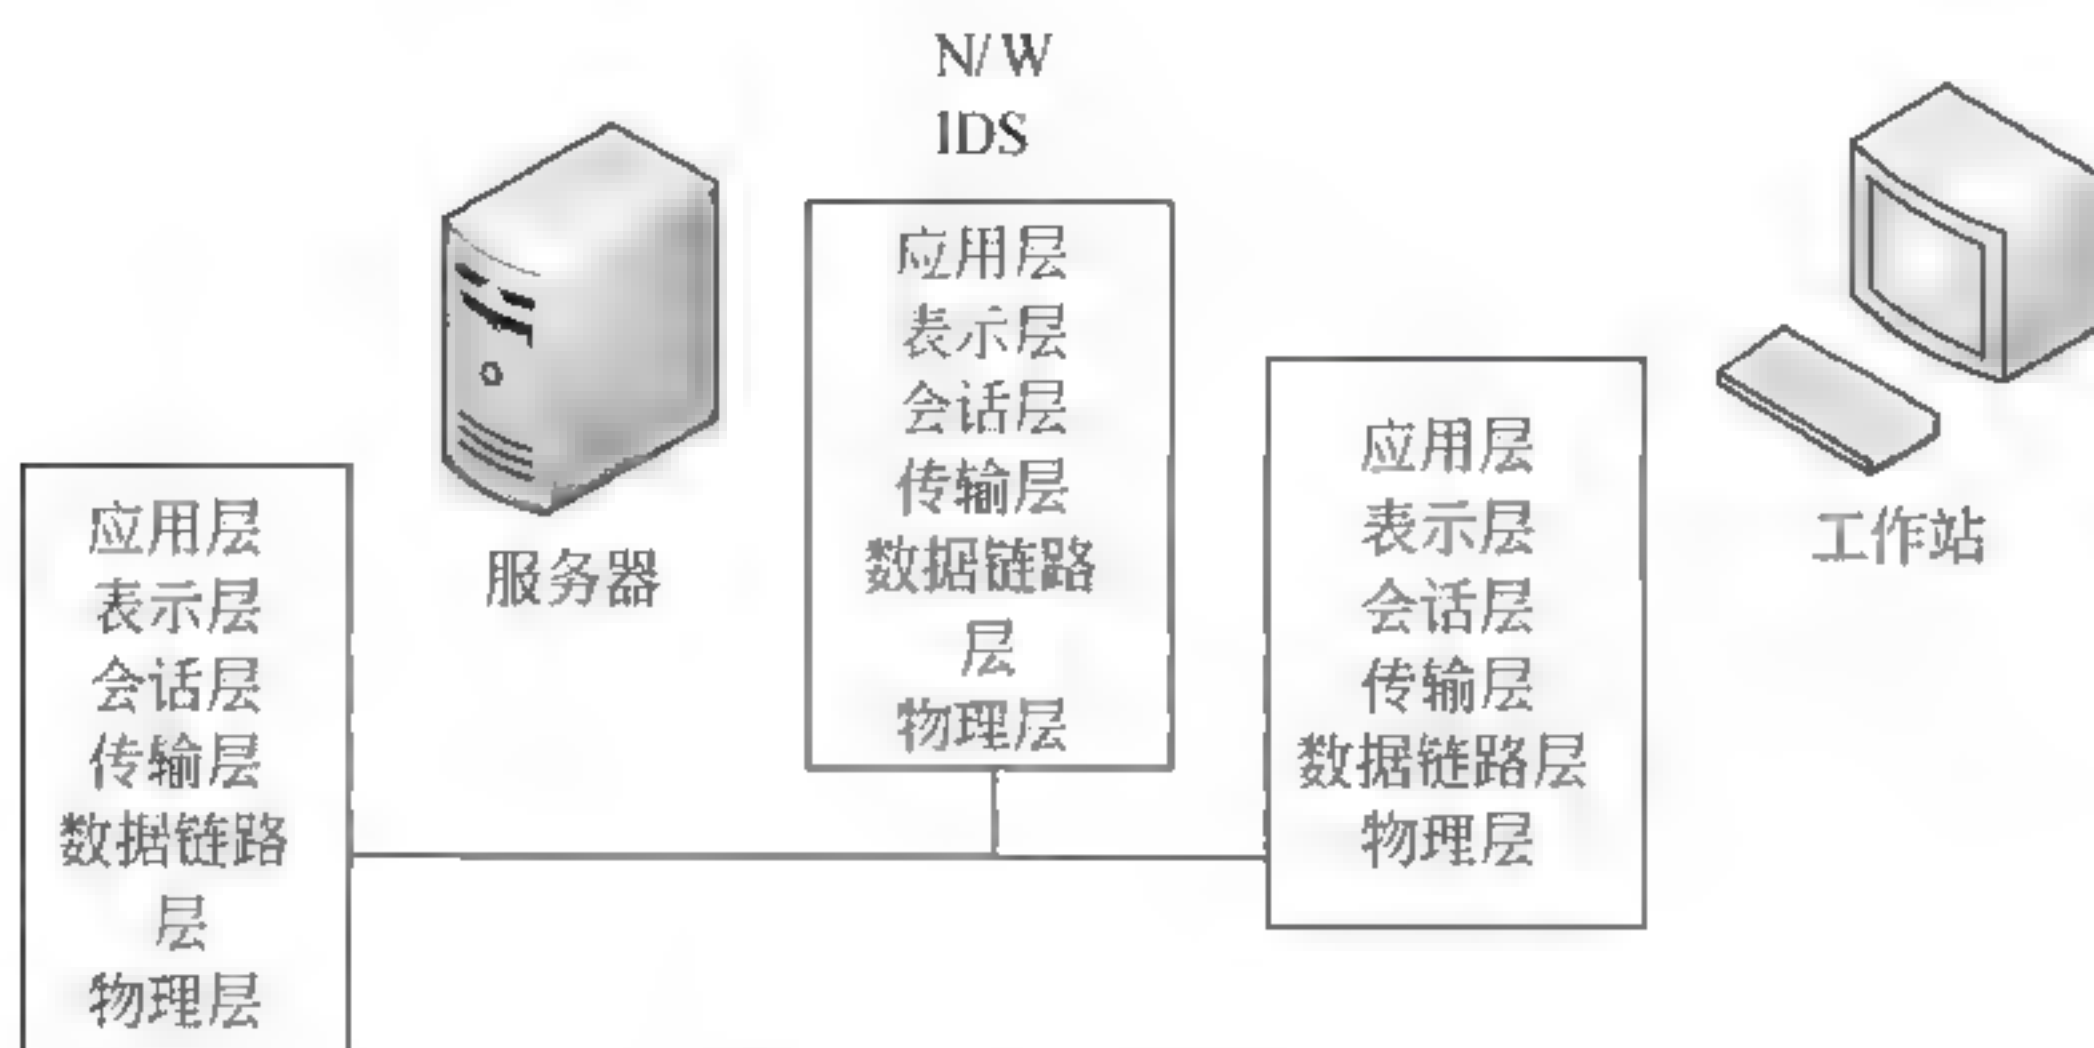 N/W
IDS
应用层
表示层
会话层
传输层
数据链路
层
物理层
服务器
应用层
表示层
会话层
传输层
数据链路
层
物理层
应用层
表示层
会话层
传输层
数据链路层
物理层
工作站